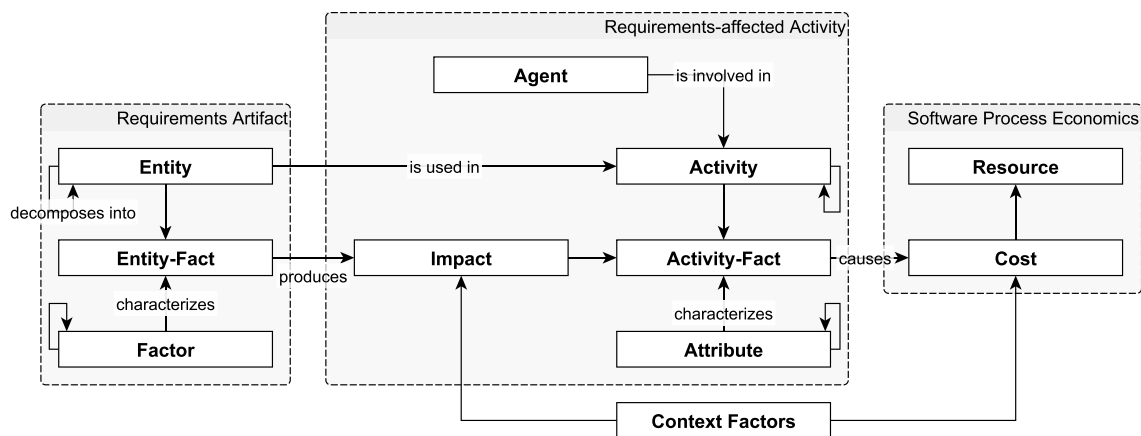 Requirements-affected Activity
Agent
is involved in
Requirements Artifact
Software Process Economics
Entity
is used in
Activity
Resource
decomposes into
Entity-Fact
produces
Impact
Activity-Fact
causes
Cost
characterizes
characterizes
Factor
Attribute
Context Factors